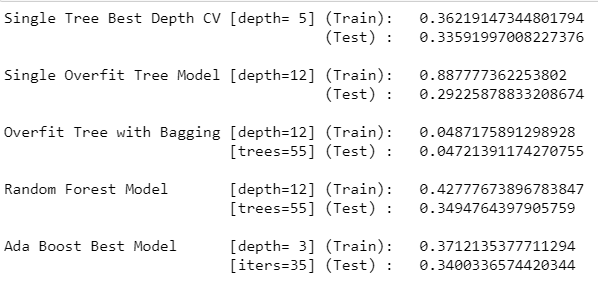 Single Tree Best Depth CV [depth= 5] (Train): 0.36219147344801794
(Test) : 0.33591997008227376
Single Overfit Tree Model [depth=12] (Train): 0.887777362253802
(Test) : 0.29225878833208674
Overfit Tree with Bagging [depth=12] (Train): 0.0487175891298928
[trees=55] (Test) : 0.04721391174270755
Random Forest Model [depth=12] (Train): 0.42777673896783847
[trees=55] (Test) : 0.3494764397905759
Ada Boost Best Model [depth= 3] (Train): 0.3712135377711294
[iters=35] (Test) : 0.3400336574420344